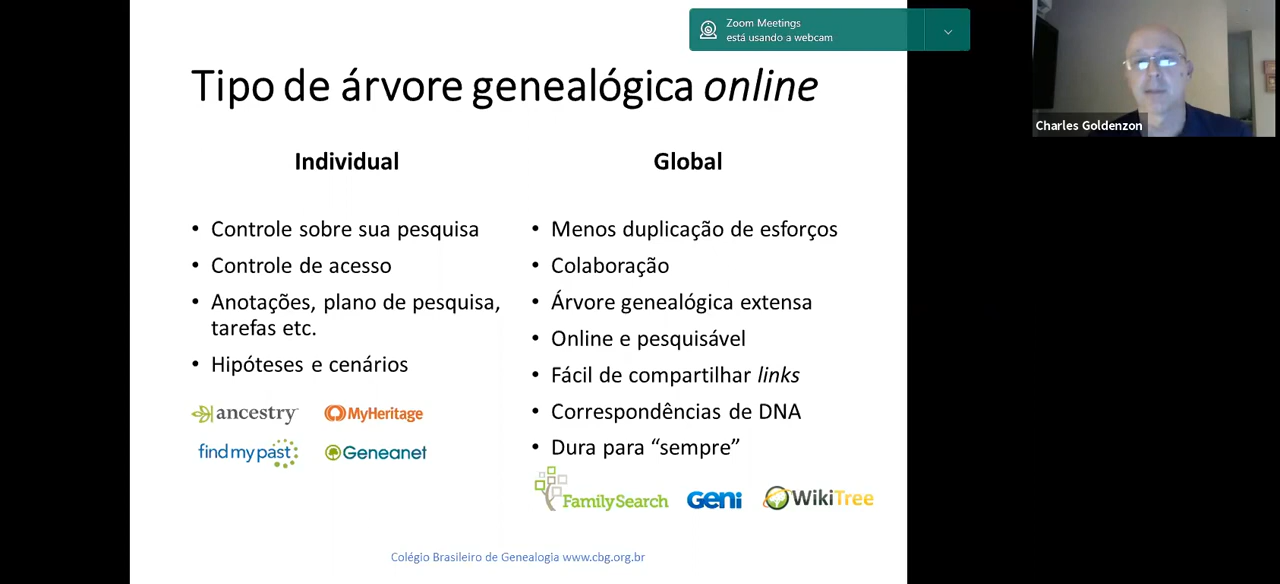 Zoom Meetings
está usando a webcam
Charles Goldenzon
Tipo de árvore genealógica online
Individual
Controle sobre sua pesquisa
Controle de acesso
Anotações, plano de pesquisa,
tarefas etc.
Hipóteses e cenários
ancestry
MyHeritage
findmypast
Geneanet
Global
Menos duplicação de esforços
Colaboração
Árvore genealógica extensa
Online e pesquisável
Fácil de compartilhar links
Correspondências de DNA
Dura para “sempre”
FamilySearch
Geni
WikiTree
Colégio Brasileiro de Genealogia www.cbg.org.br